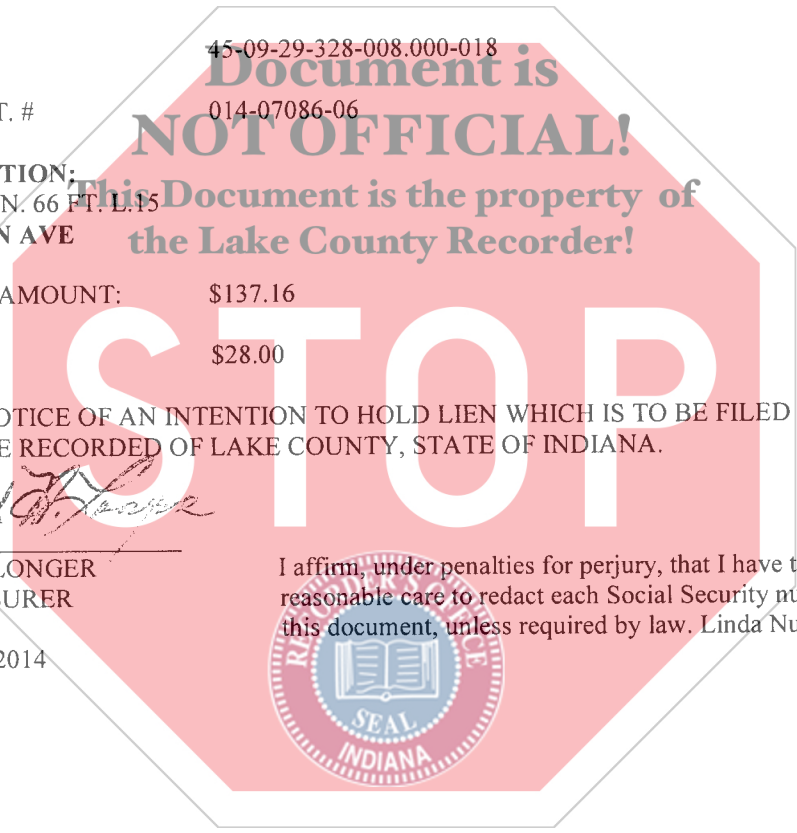 45-09-29-328-008.000-018
Document is
T. # 014-07086-06
NOT OFFICIAL!
TION:
This Document is the property of
N. 66 FT. L.15
N AVE
the Lake County Recorder!
AMOUNT: $137.16
$28.00
STOP
OTICE OF AN INTENTION TO HOLD LIEN WHICH IS TO BE FILED
E RECORDED OF LAKE COUNTY, STATE OF INDIANA.
LONGER
SURER
I affirm, under penalties for perjury, that I have t
reasonable care to redact each Social Security nu
this document, unless required by law. Linda Nu
2014
RECORDER'S OFFICE
SEAL
INDIANA